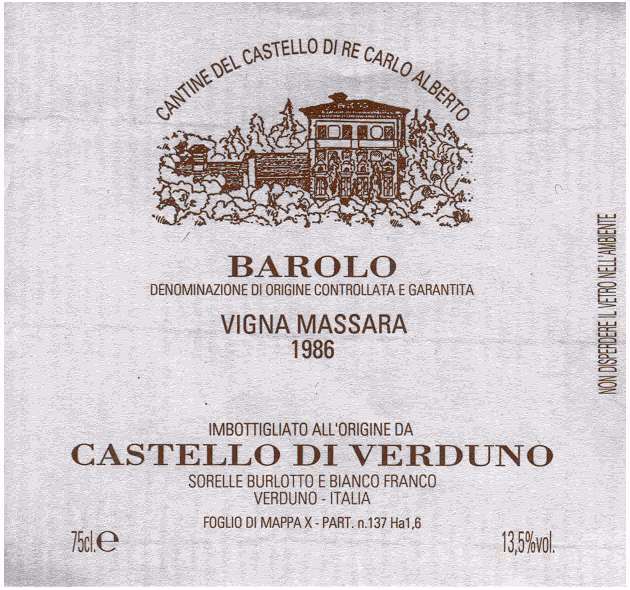 CANTINE DEL CASTELLO DI RE CARLO ALBERTO
BAROLO
DENOMINAZIONE DI ORIGINE CONTROLLATA E GARANTITA
VIGNA MASSARA
1986
IMBOTTIGLIATO ALL'ORIGINE DA
CASTELLO DI VERDUNO
SORELLE BURLOTTO E BIANCO FRANCO
VERDUNO - ITALIA
FOGLIO DI MAPPA X - PART. n.137 Ha1,6
75cl.e
13,5%vol.
NON DISPERDERE IL VETRO NELL'AMBIENTE